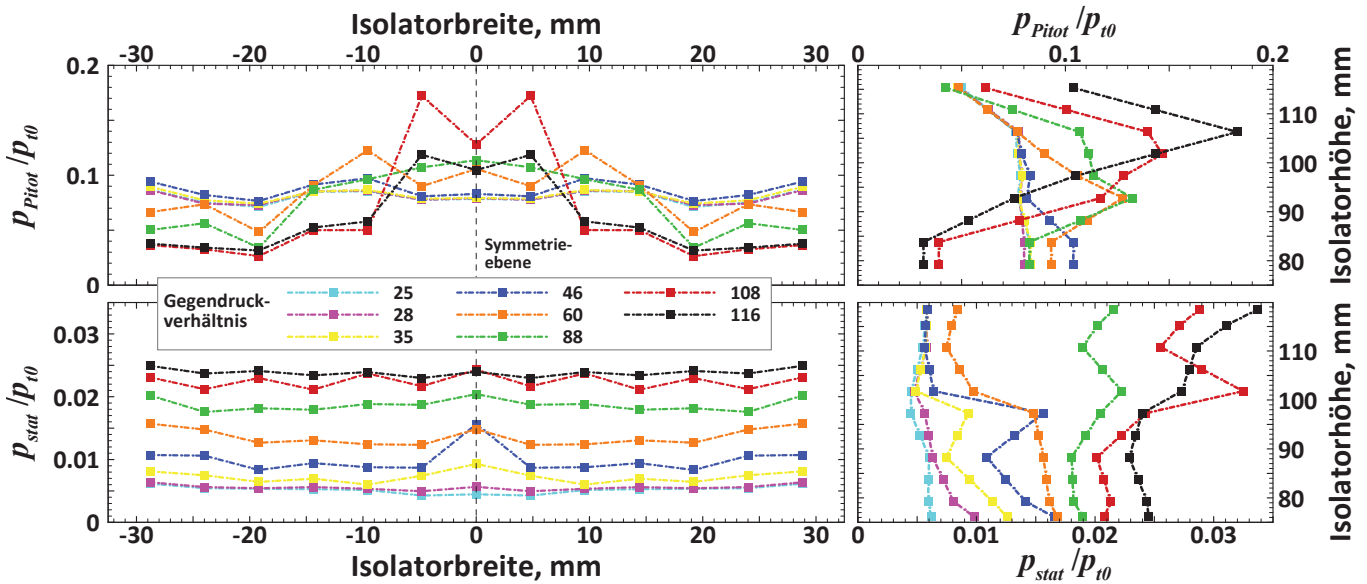 Isolatorbreite, mm
-30 -20 -10 0 10 20 30
0.2
0.1
0
p_Pitot /p_t0
Symmetrie-
ebene
p_Pitot /p_t0
0 0.1 0.2
110
100
90
80
Isolatorhöhe, mm
Gegendruck-
verhältnis
25 46 108
28 60 116
35 88
0.03
0.02
0.01
0
p_stat /p_t0
-30 -20 -10 0 10 20 30
Isolatorbreite, mm
110
100
90
80
Isolatorhöhe, mm
0 0.01 0.02 0.03
p_stat /p_t0